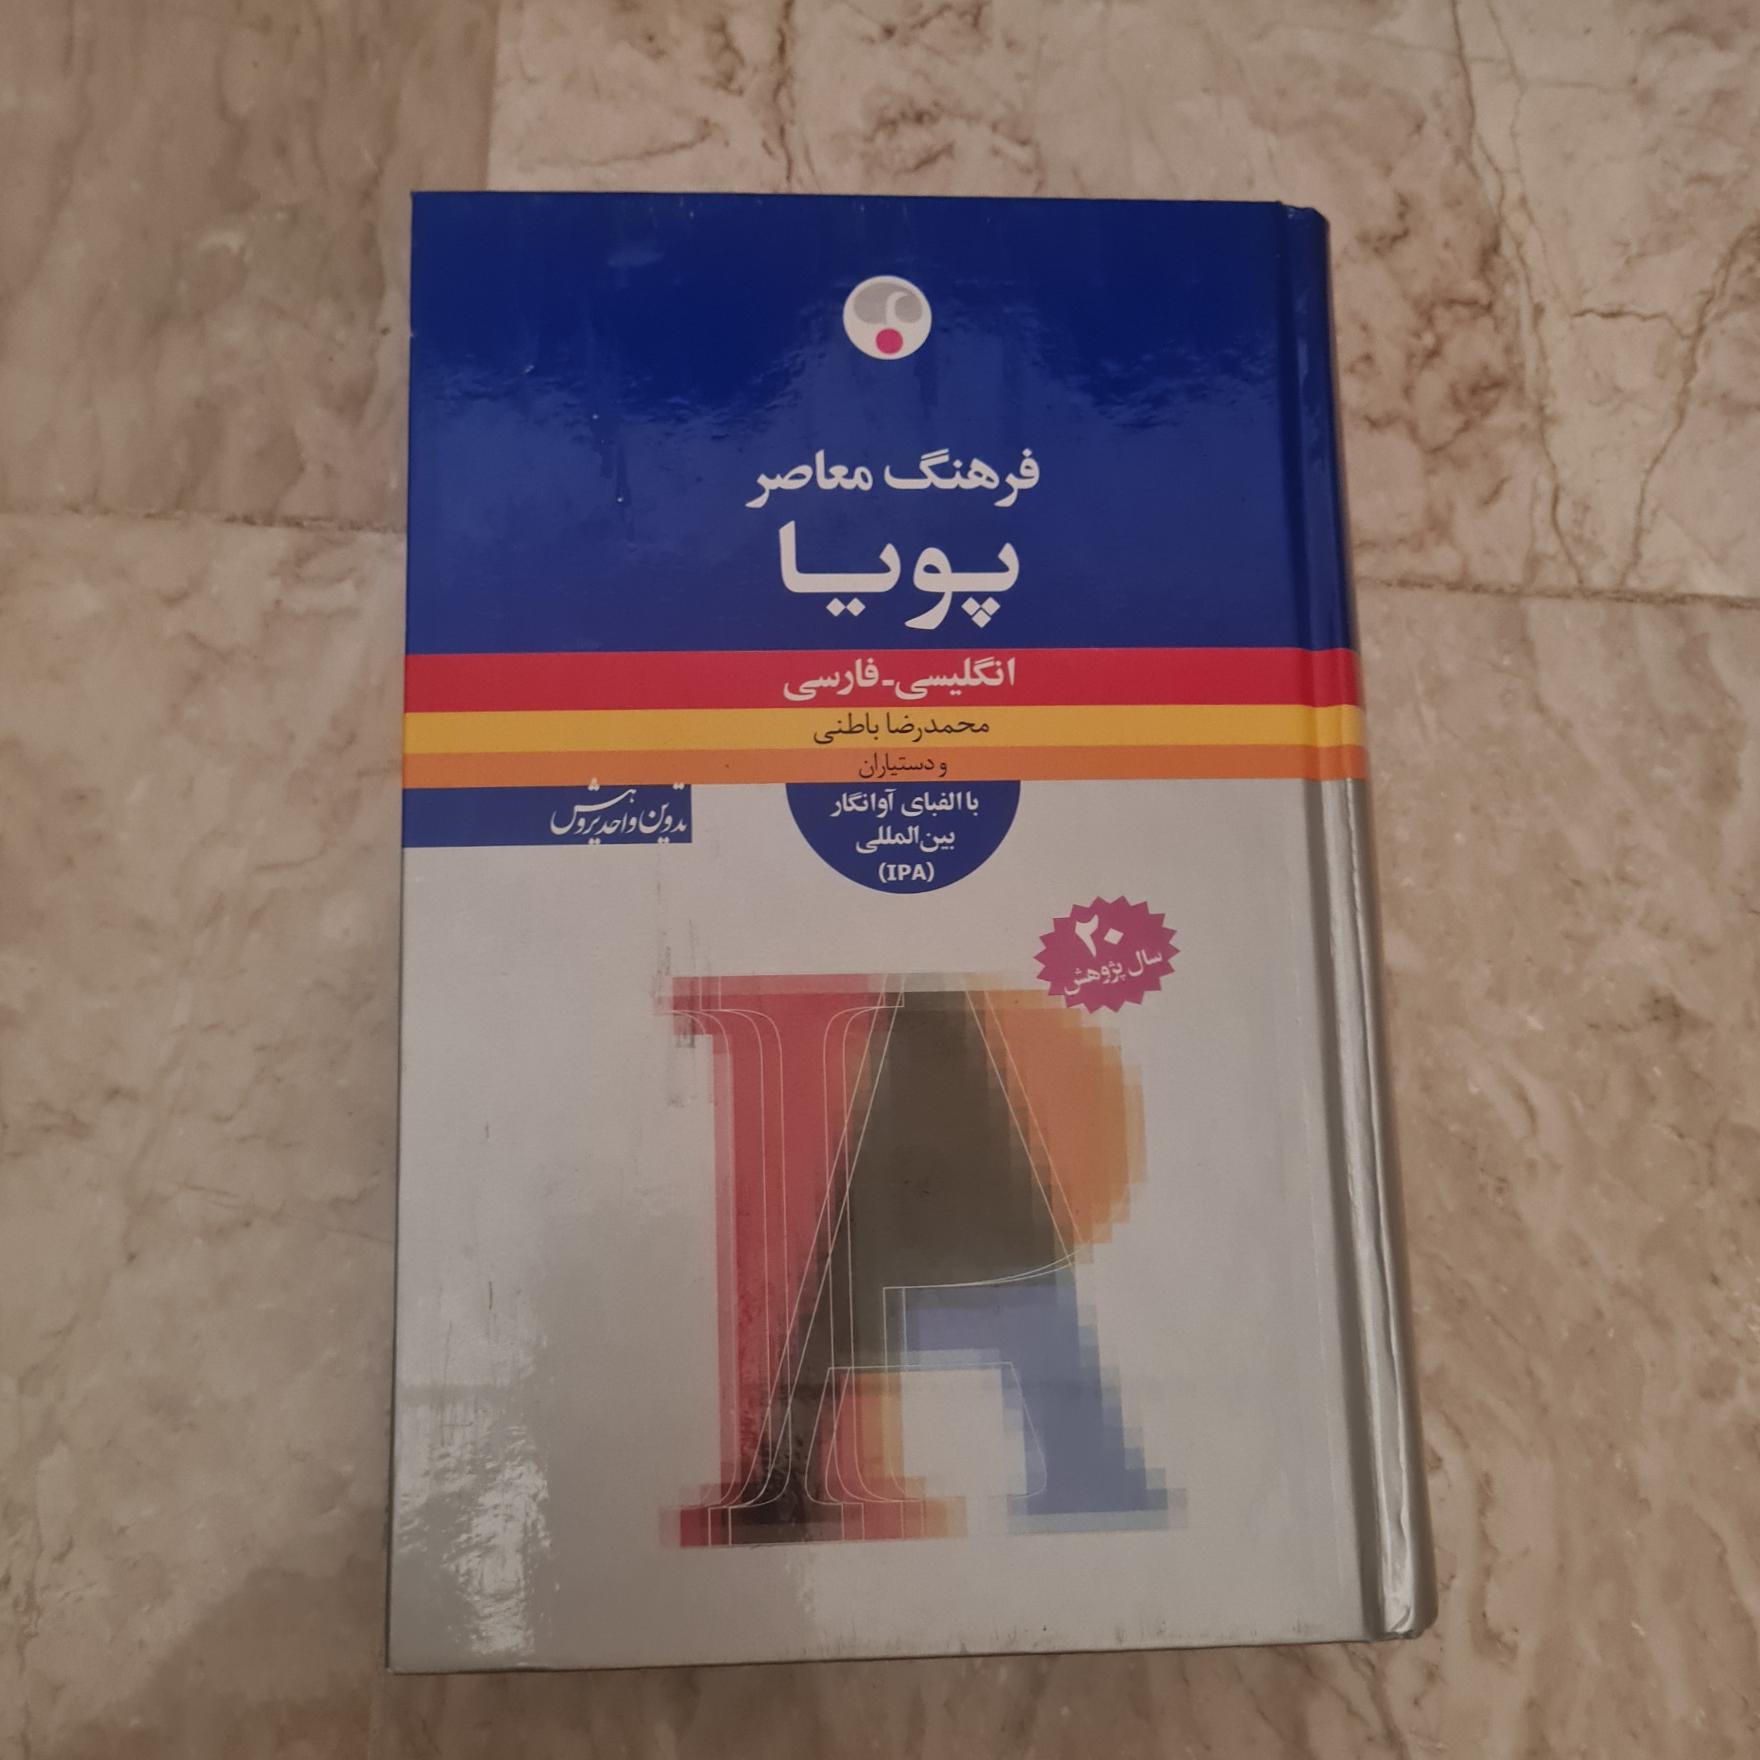 فرهنگ معاصر
پویا
انگلیسی-فارسی
محمدرضا باطنی
و دستیاران
با الفبای آوانگار
بین‌المللی
(IPA)
تدوین واحد پژوهش
۲۰
سال پژوهش